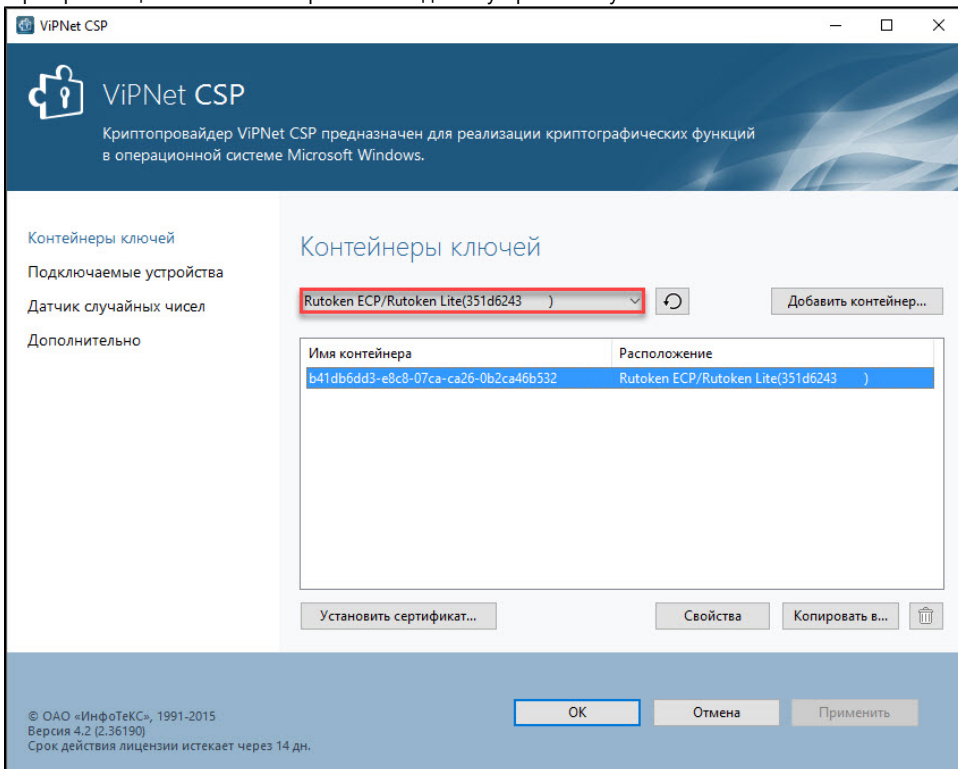 ViPNet CSP
ViPNet CSP
Криптопровайдер ViPNet CSP предназначен для реализации криптографических функций
в операционной системе Microsoft Windows.
Контейнеры ключей
Подключаемые устройства
Датчик случайных чисел
Дополнительно
Контейнеры ключей
Rutoken ECP/Rutoken Lite(351d6243 )
Добавить контейнер...
Имя контейнера Расположение
b41db6dd3-e8c8-07ca-ca26-0b2ca46b532 Rutoken ECP/Rutoken Lite(351d6243 )
Установить сертификат... Свойства Копировать в...
© ОАО «ИнфоТеКС», 1991-2015
Версия 4.2 (2.36190)
Срок действия лицензии истекает через 14 дн.
ОК Отмена Применить